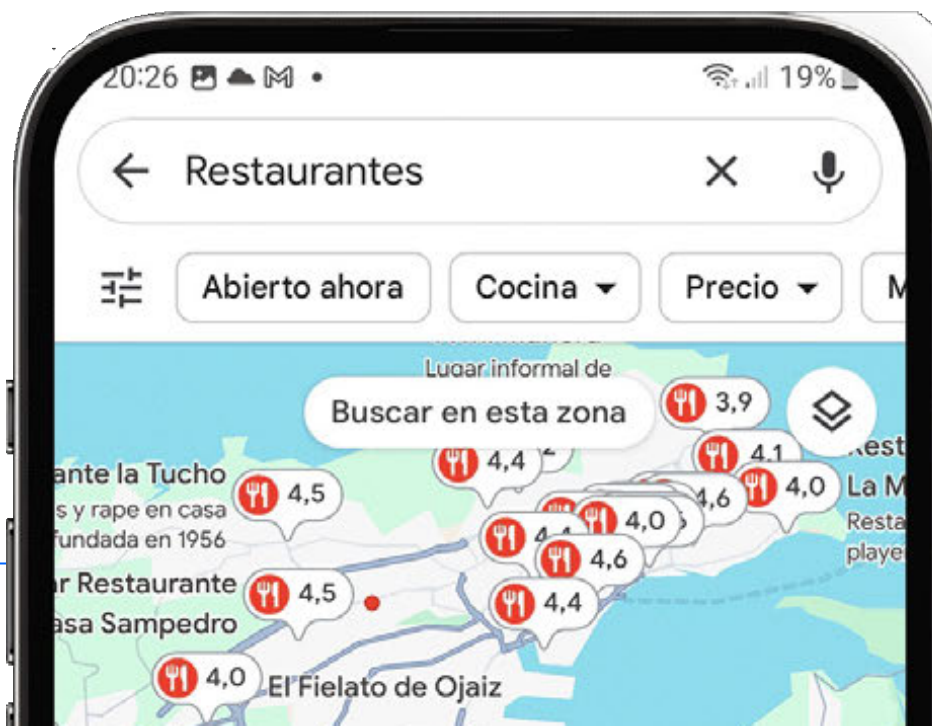 20:26
19%
Restaurantes
Abierto ahora
Cocina
Precio
Lugar informal de
Buscar en esta zona
3,9
4,4
4,1
ante la Tucho
s y rape en casa
fundada en 1956
4,5
4,6
4,0
La M
Resta
playe
4,0
4,6
r Restaurante
asa Sampedro
4,5
4,4
4,0
El Fielato de Ojaiz